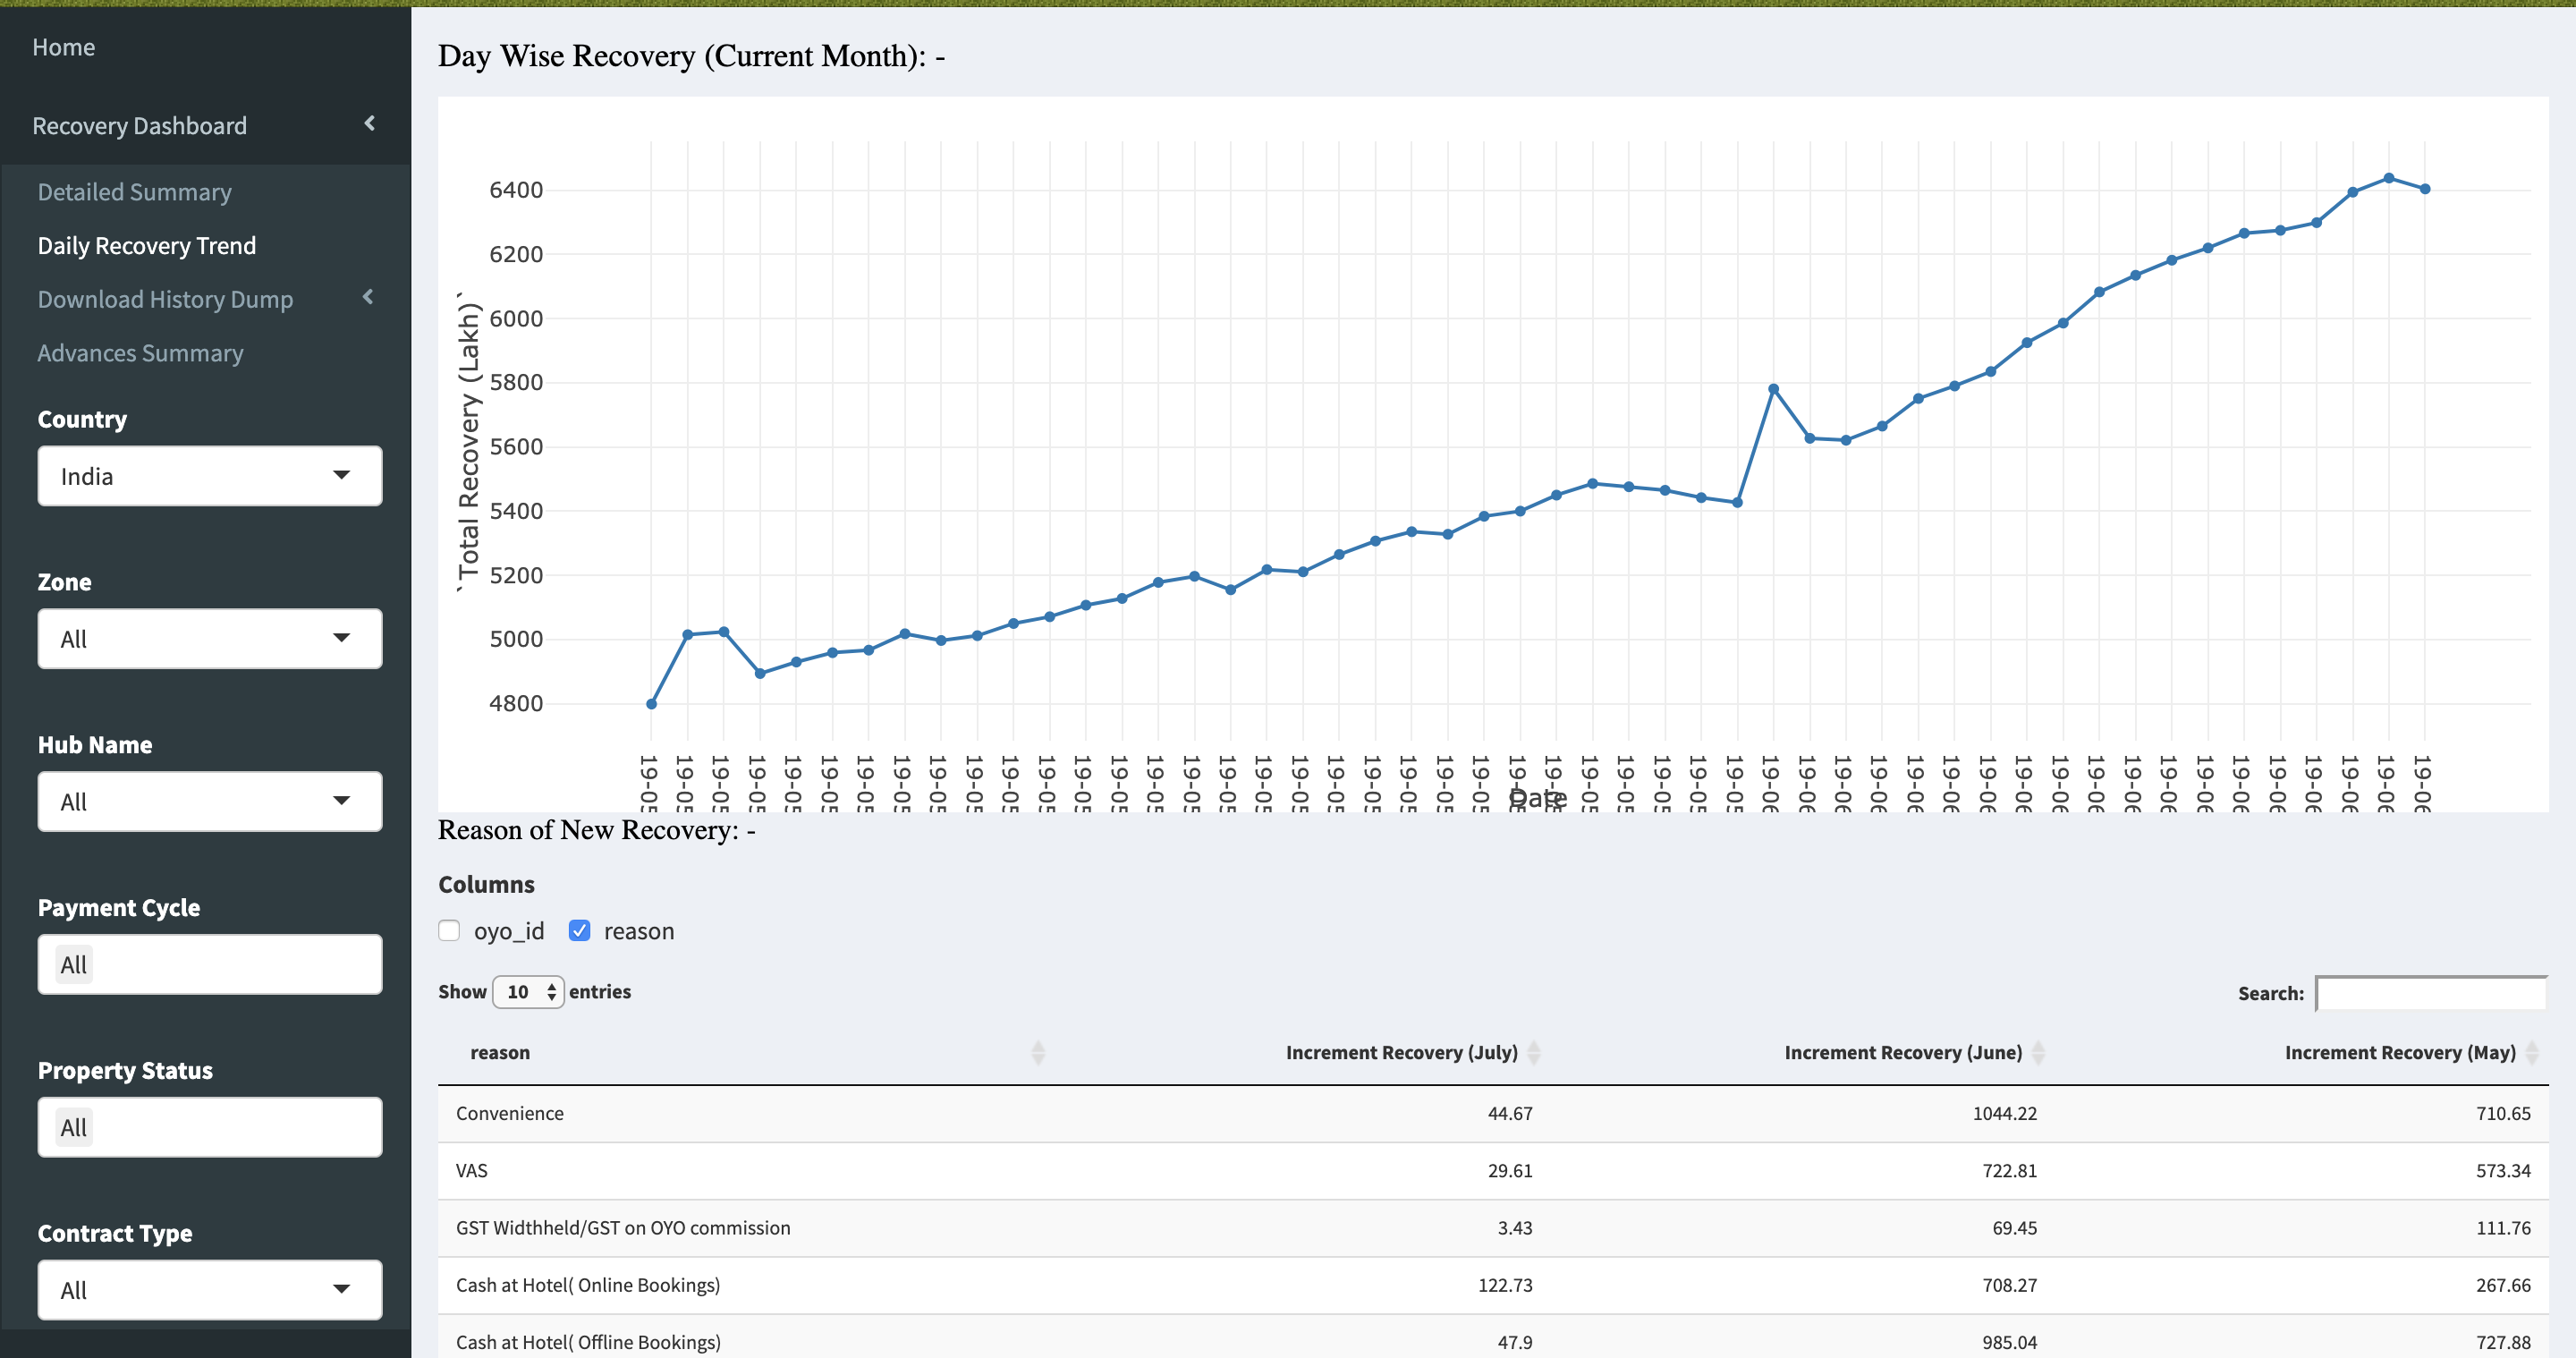 Home
Recovery Dashboard
Detailed Summary
Daily Recovery Trend
Download History Dump
Advances Summary
Country
India
Zone
All
Hub Name
All
Payment Cycle
All
Property Status
All
Contract Type
All
Day Wise Recovery (Current Month): -
`Total Recovery (Lakh)`
6400
6200
6000
5800
5600
5400
5200
5000
4800
19-05 19-05 19-05 19-05 19-05 19-05 19-05 19-05 19-05 19-05 19-05 19-05 19-05 19-05 19-05 19-05 19-05 19-05 19-05 19-05 19-05 19-05 19-05 19-05 19-05 19-05 19-05 19-05 19-05 19-05 19-05 19-06 19-06 19-06 19-06 19-06 19-06 19-06 19-06 19-06 19-06 19-06 19-06 19-06 19-06 19-06 19-06 19-06 19-06 19-06
Date
Reason of New Recovery: -
Columns
oyo_id reason
Show 10 entries
Search:
reason Increment Recovery (July) Increment Recovery (June) Increment Recovery (May)
Convenience 44.67 1044.22 710.65
VAS 29.61 722.81 573.34
GST Widthheld/GST on OYO commission 3.43 69.45 111.76
Cash at Hotel( Online Bookings) 122.73 708.27 267.66
Cash at Hotel( Offline Bookings) 47.9 985.04 727.88